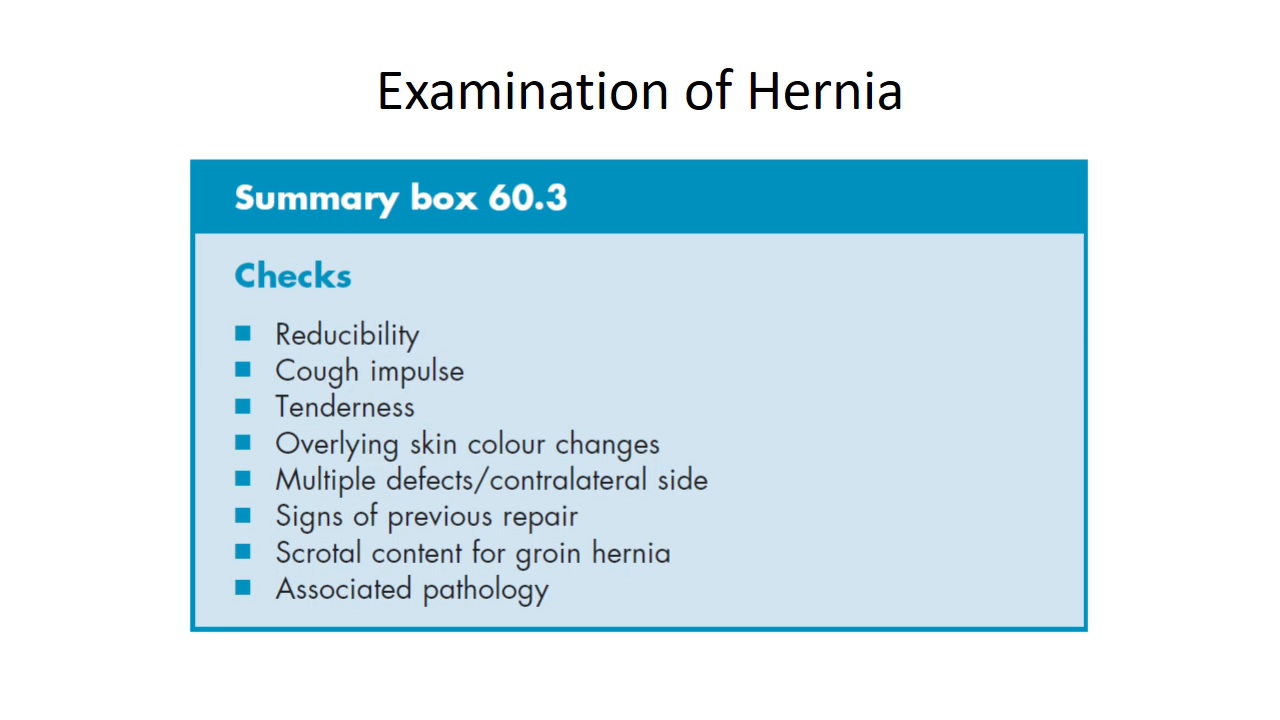 Examination of Hernia
Summary box 60.3
Checks
Reducibility
Cough impulse
Tenderness
Overlying skin colour changes
Multiple defects/contralateral side
Signs of previous repair
Scrotal content for groin hernia
Associated pathology